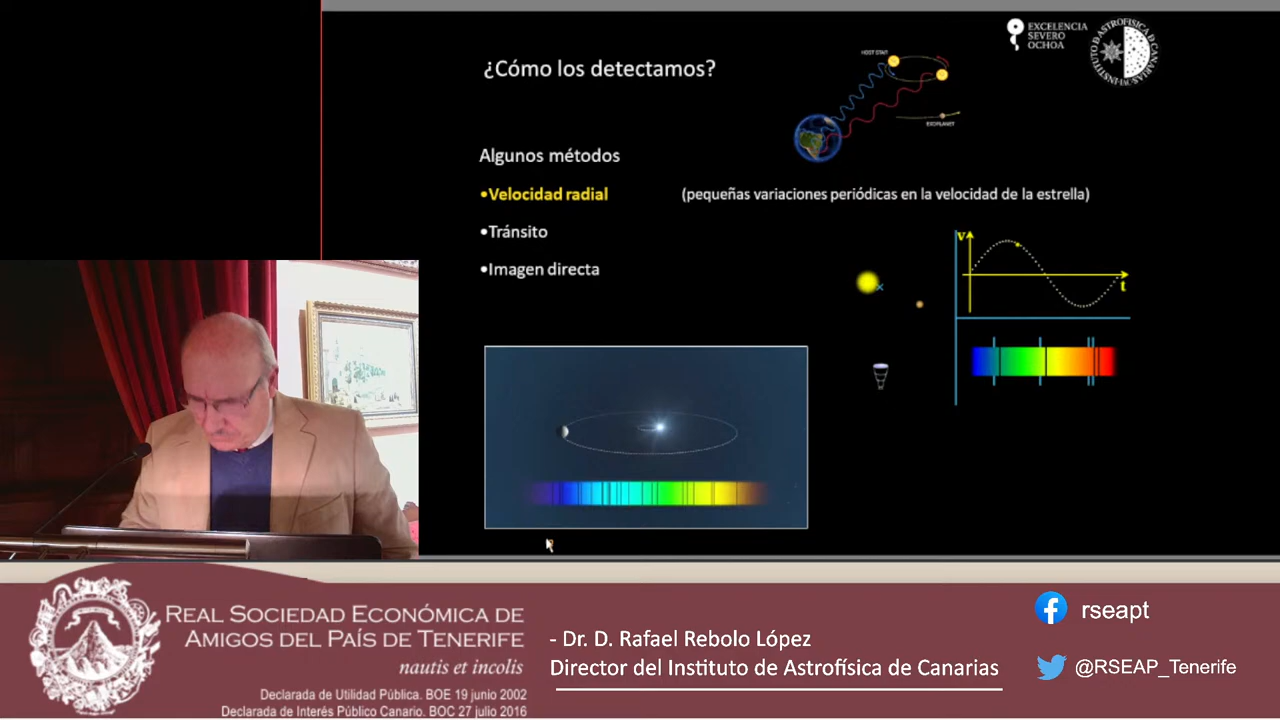 ¿Cómo los detectamos?
HOST STAR
EXOPLANET
EXCELENCIA
SEVERO
OCHOA
INSTITUTO D ASTROFISICA D CANARIAS
Algunos métodos
•Velocidad radial (pequeñas variaciones periódicas en la velocidad de la estrella)
•Tránsito
•Imagen directa
v
t
REAL SOCIEDAD ECONÓMICA DE
AMIGOS DEL PAÍS DE TENERIFE
nautis et incolis
Declarada de Utilidad Pública. BOE 19 junio 2002
Declarada de Interés Público Canario. BOC 27 julio 2016
- Dr. D. Rafael Rebolo López
Director del Instituto de Astrofísica de Canarias
rseapt
@RSEAP_Tenerife